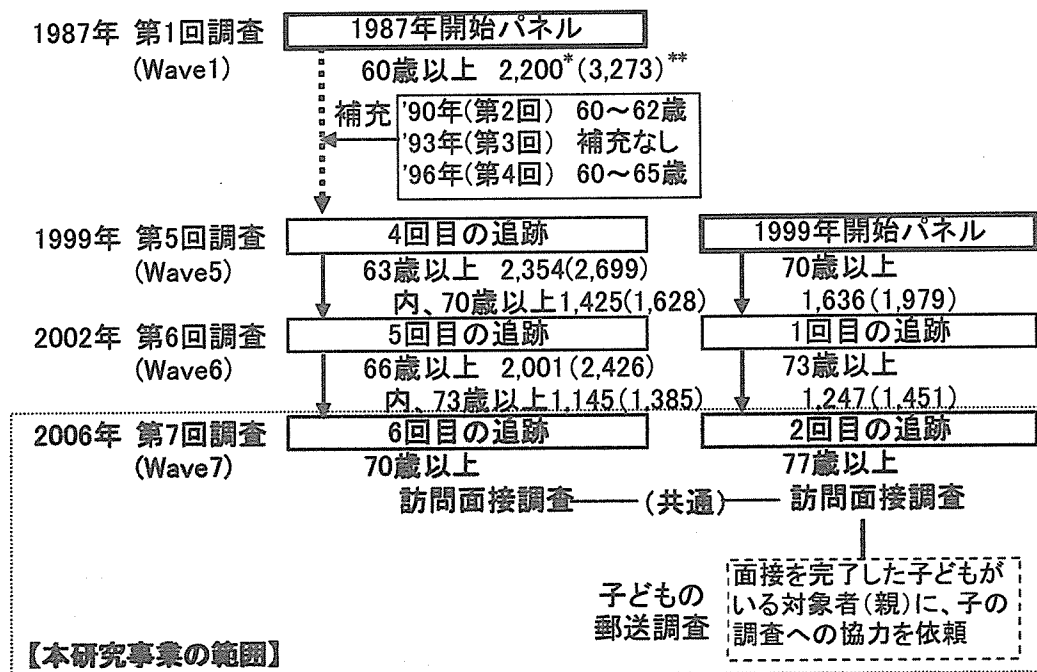 1987年 第1回調査
(Wave1)
1987年開始パネル
60歳以上 2,200*(3,273)**
補充
'90年(第2回) 60～62歳
'93年(第3回) 補充なし
'96年(第4回) 60～65歳
1999年 第5回調査
(Wave5)
4回目の追跡
63歳以上 2,354(2,699)
内、70歳以上1,425(1,628)
1999年開始パネル
70歳以上
1,636(1,979)
2002年 第6回調査
(Wave6)
5回目の追跡
66歳以上 2,001(2,426)
内、73歳以上1,145(1,385)
1回目の追跡
73歳以上
1,247(1,451)
2006年 第7回調査
(Wave7)
6回目の追跡
70歳以上
2回目の追跡
77歳以上
訪問面接調査 (共通) 訪問面接調査
子どもの
郵送調査
面接を完了した子どもが
いる対象者(親)に、子の
調査への協力を依頼
【本研究事業の範囲】